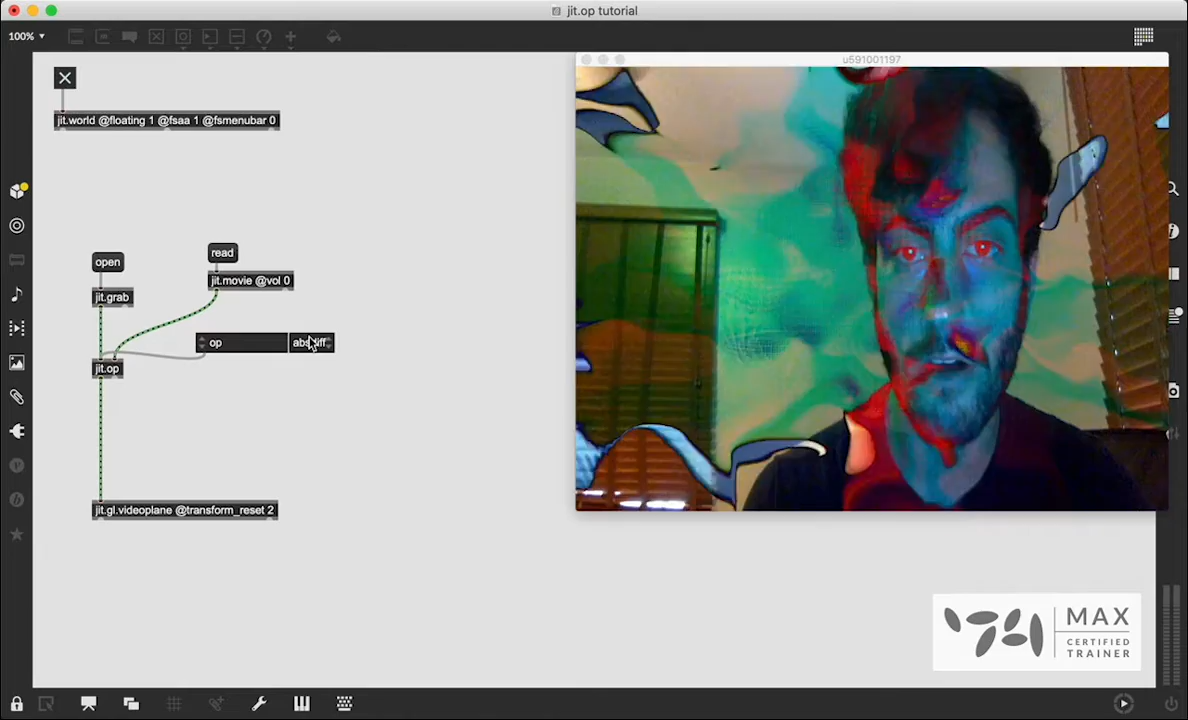 jit.op tutorial
100%
u591001197
jit.world @floating 1 @fsaa 1 @fsmenubar 0
open
read
jit.grab
jit.movie @vol 0
op
absdiff
jit.op
jit.gl.videoplane @transform_reset 2
MAX
CERTIFIED
TRAINER